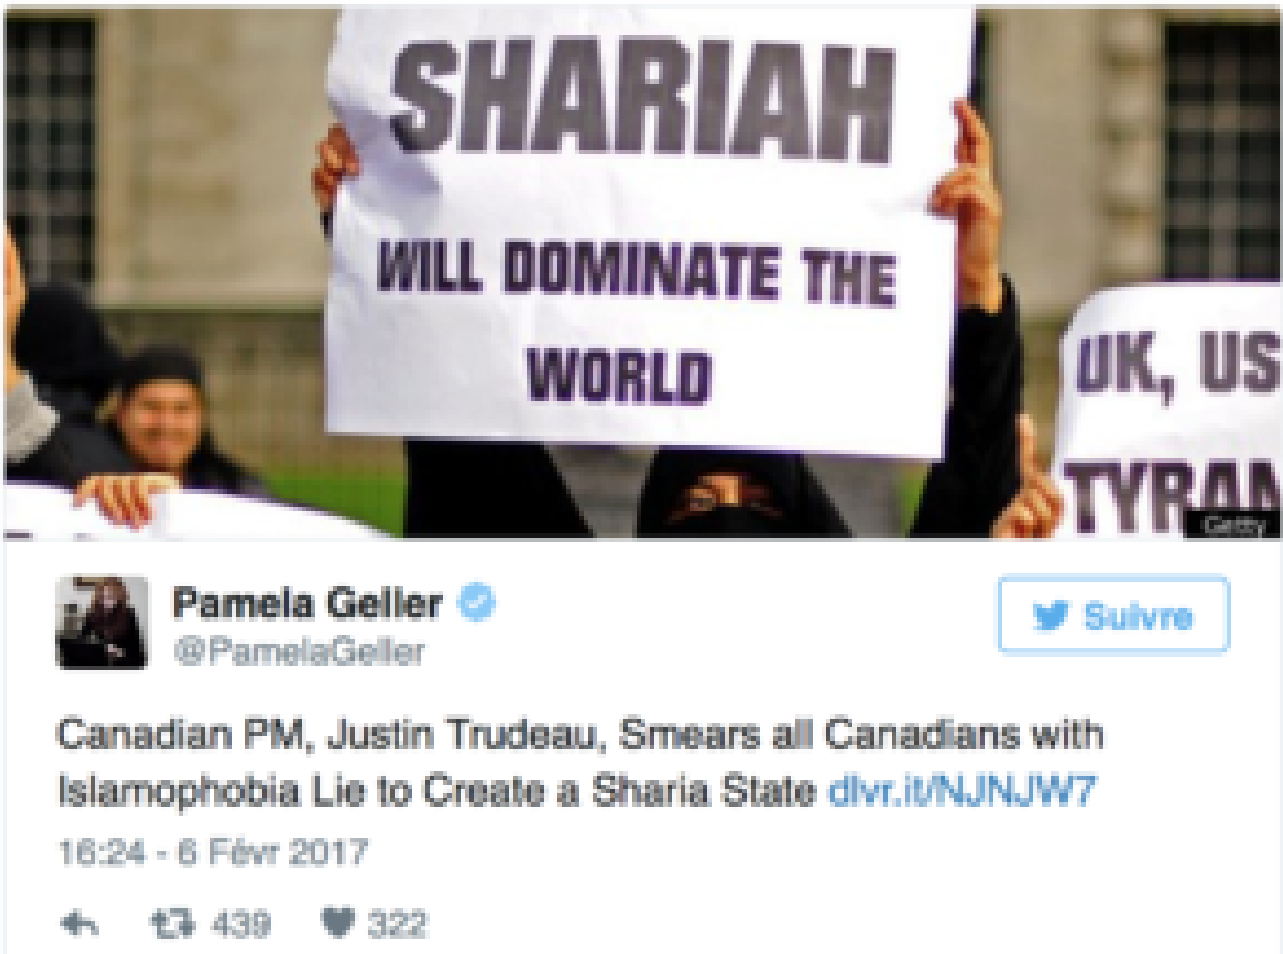 SHARIAH
WILL DOMINATE THE
WORLD
UK, US
TYRAN
Getty
Pamela Geller
@PamelaGeller
Suivre
Canadian PM, Justin Trudeau, Smears all Canadians with
Islamophobia Lie to Create a Sharia State dlvr.it/NJNJW7
16:24 - 6 Févr 2017
439 322